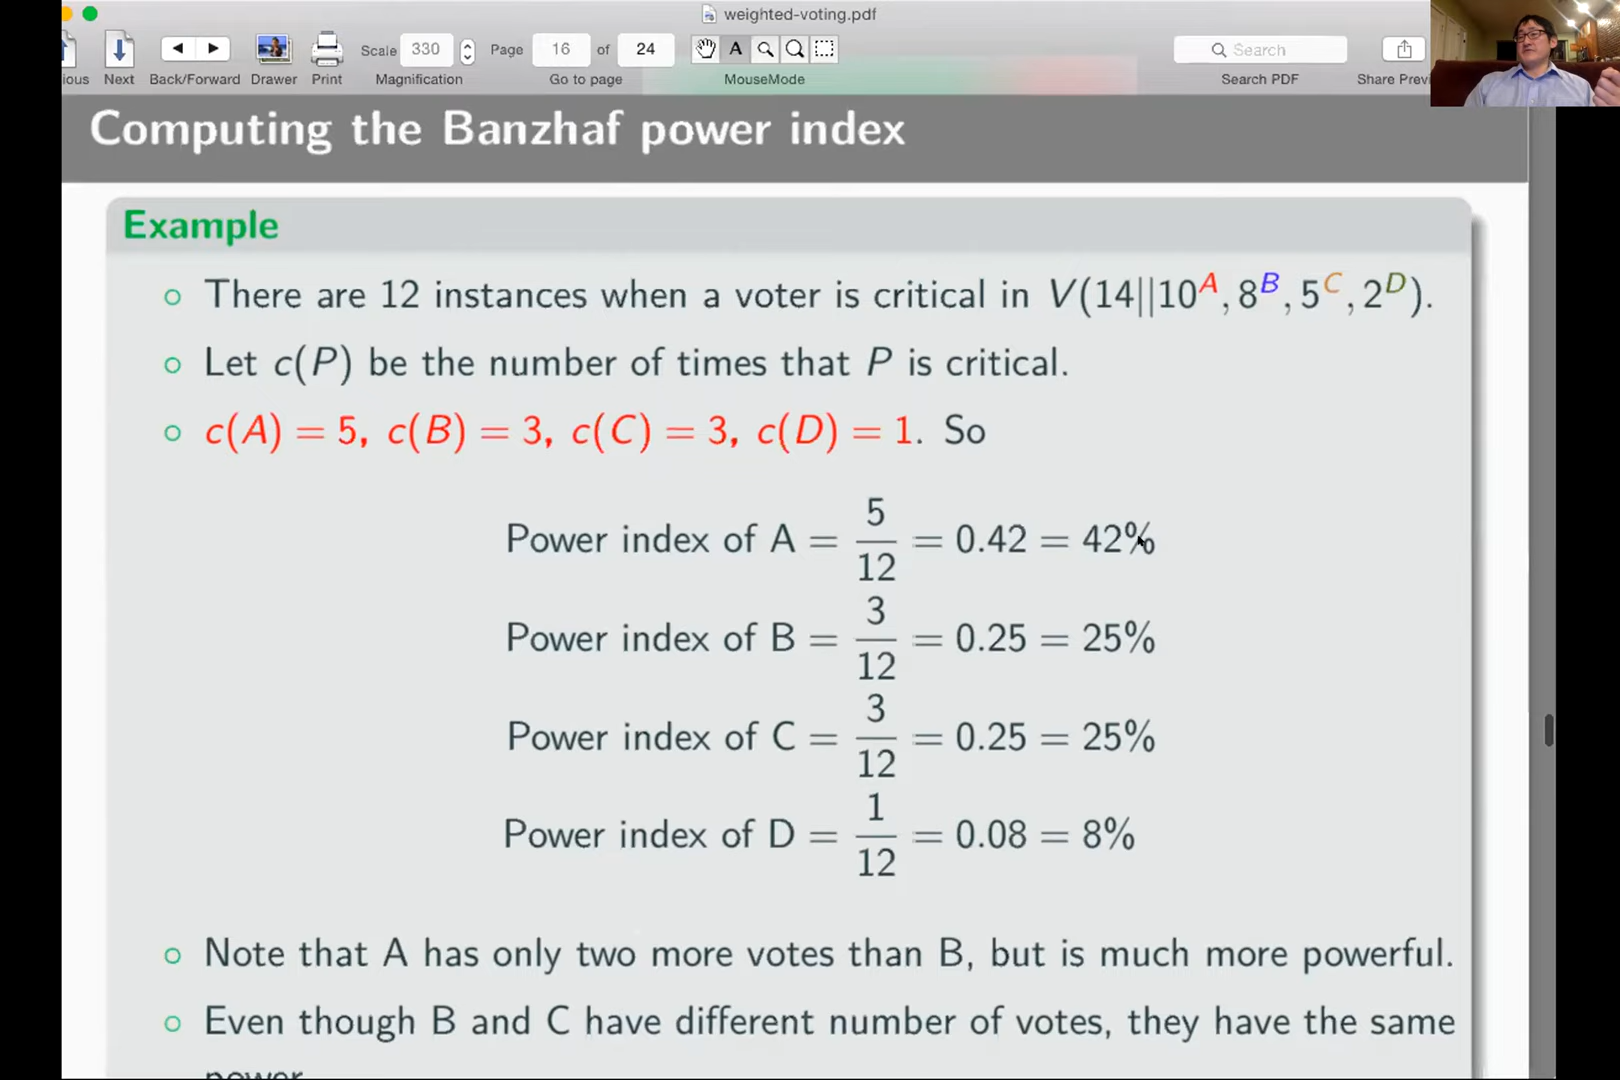 weighted-voting.pdf
ious Next Back/Forward Drawer Print Scale 330 Magnification Page 16 of 24 Go to page A MouseMode Search Search PDF Share Previ
Computing the Banzhaf power index
Example
There are 12 instances when a voter is critical in V(14||10^A, 8^B, 5^C, 2^D).
Let c(P) be the number of times that P is critical.
c(A) = 5, c(B) = 3, c(C) = 3, c(D) = 1. So
Power index of A = 5/12 = 0.42 = 42%
Power index of B = 3/12 = 0.25 = 25%
Power index of C = 3/12 = 0.25 = 25%
Power index of D = 1/12 = 0.08 = 8%
Note that A has only two more votes than B, but is much more powerful.
Even though B and C have different number of votes, they have the same
power